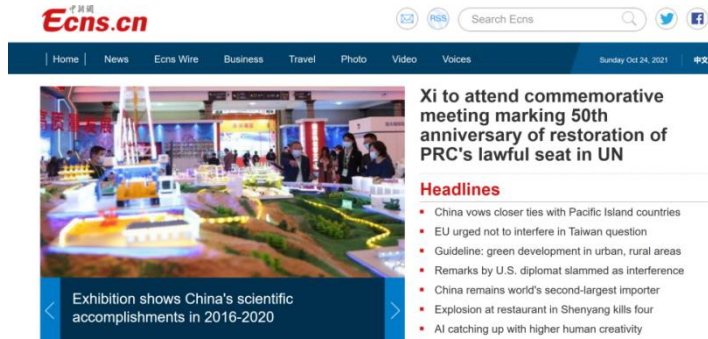 中新網
Ecns.cn
RSS
Search Ecns
Home
News
Ecns Wire
Business
Travel
Photo
Video
Voices
Sunday Oct 24, 2021
中文
Xi to attend commemorative
meeting marking 50th
anniversary of restoration of
PRC's lawful seat in UN
Headlines
China vows closer ties with Pacific Island countries
EU urged not to interfere in Taiwan question
Guideline: green development in urban, rural areas
Remarks by U.S. diplomat slammed as interference
China remains world's second-largest importer
Explosion at restaurant in Shenyang kills four
AI catching up with higher human creativity
Exhibition shows China's scientific
accomplishments in 2016-2020